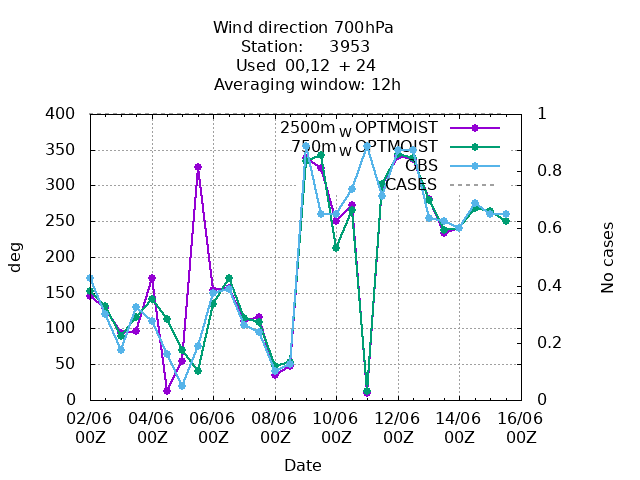 Wind direction 700hPa
Station: 3953
Used 00,12 + 24
Averaging window: 12h
400 350 300 250 200 150 100 50 0
deg
1 0.8 0.6 0.4 0.2 0
No cases
2500m W OPTMOIST
750m W OPTMOIST
OBS
CASES
02/06 04/06 06/06 08/06 10/06 12/06 14/06 16/06
00Z 00Z 00Z 00Z 00Z 00Z 00Z 00Z
Date